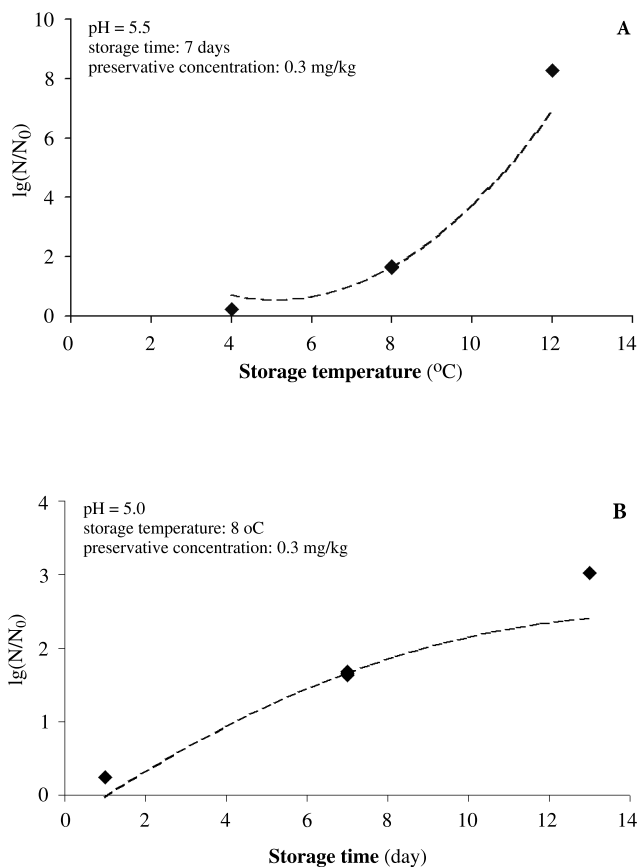 10
pH = 5.5
storage time: 7 days
preservative concentration: 0.3 mg/kg
A
8
6
4
2
0
lg(N/N0)
0 2 4 6 8 10 12 14
Storage temperature (oC)
4
pH = 5.0
storage temperature: 8 oC
preservative concentration: 0.3 mg/kg
B
3
2
1
0
lg(N/N0)
0 2 4 6 8 10 12 14
Storage time (day)